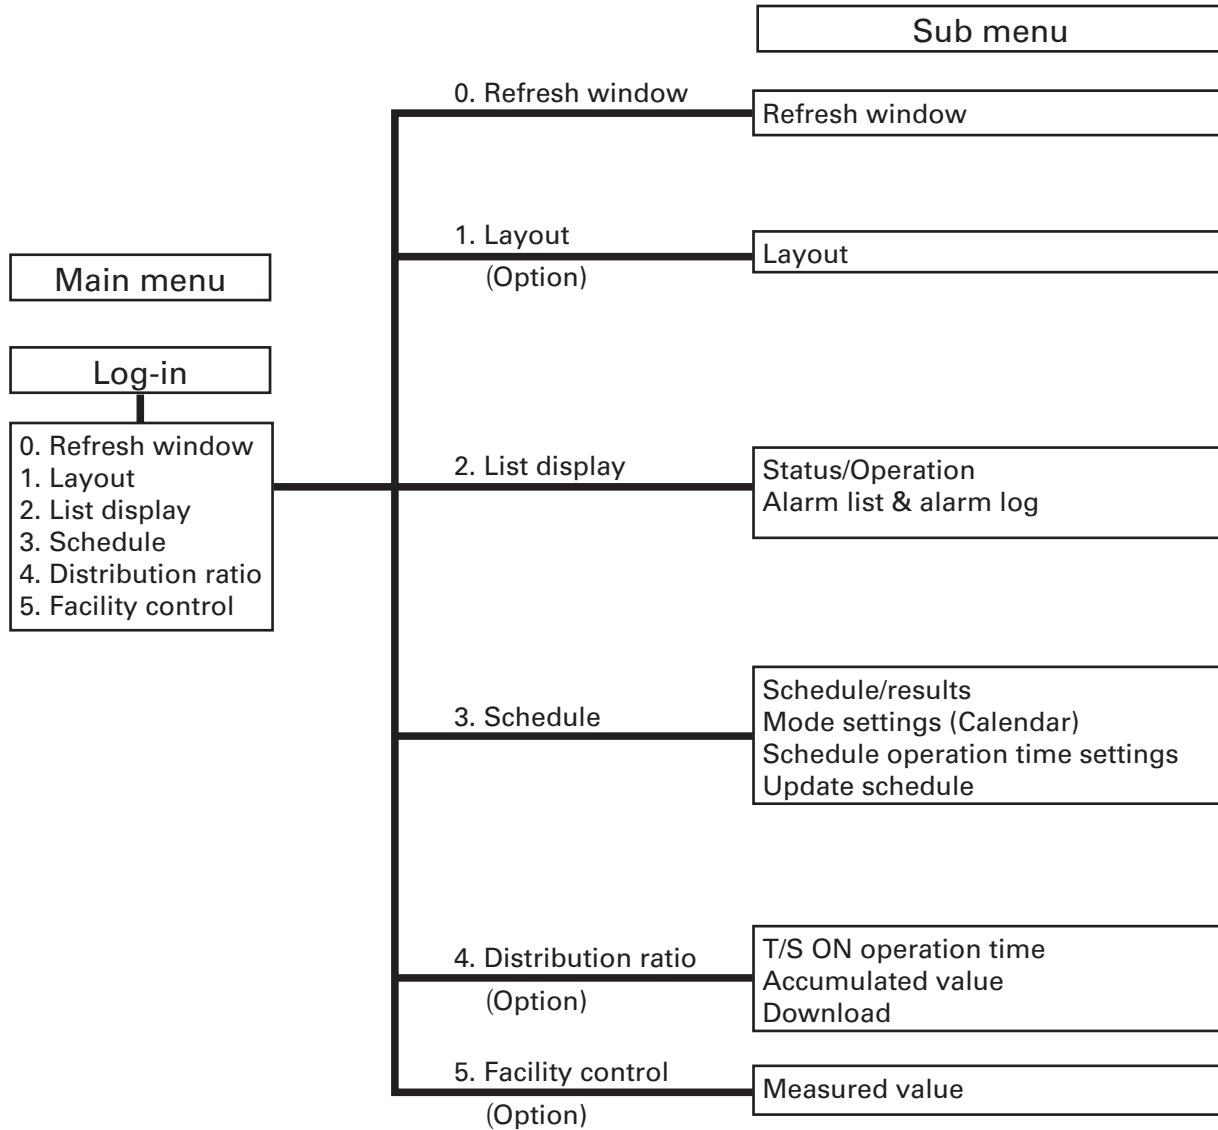 Sub menu
0. Refresh window
Refresh window
1. Layout
(Option)
Layout
Main menu
Log-in
0. Refresh window
1. Layout
2. List display
3. Schedule
4. Distribution ratio
5. Facility control
2. List display
Status/Operation
Alarm list & alarm log
3. Schedule
Schedule/results
Mode settings (Calendar)
Schedule operation time settings
Update schedule
4. Distribution ratio
(Option)
T/S ON operation time
Accumulated value
Download
5. Facility control
(Option)
Measured value